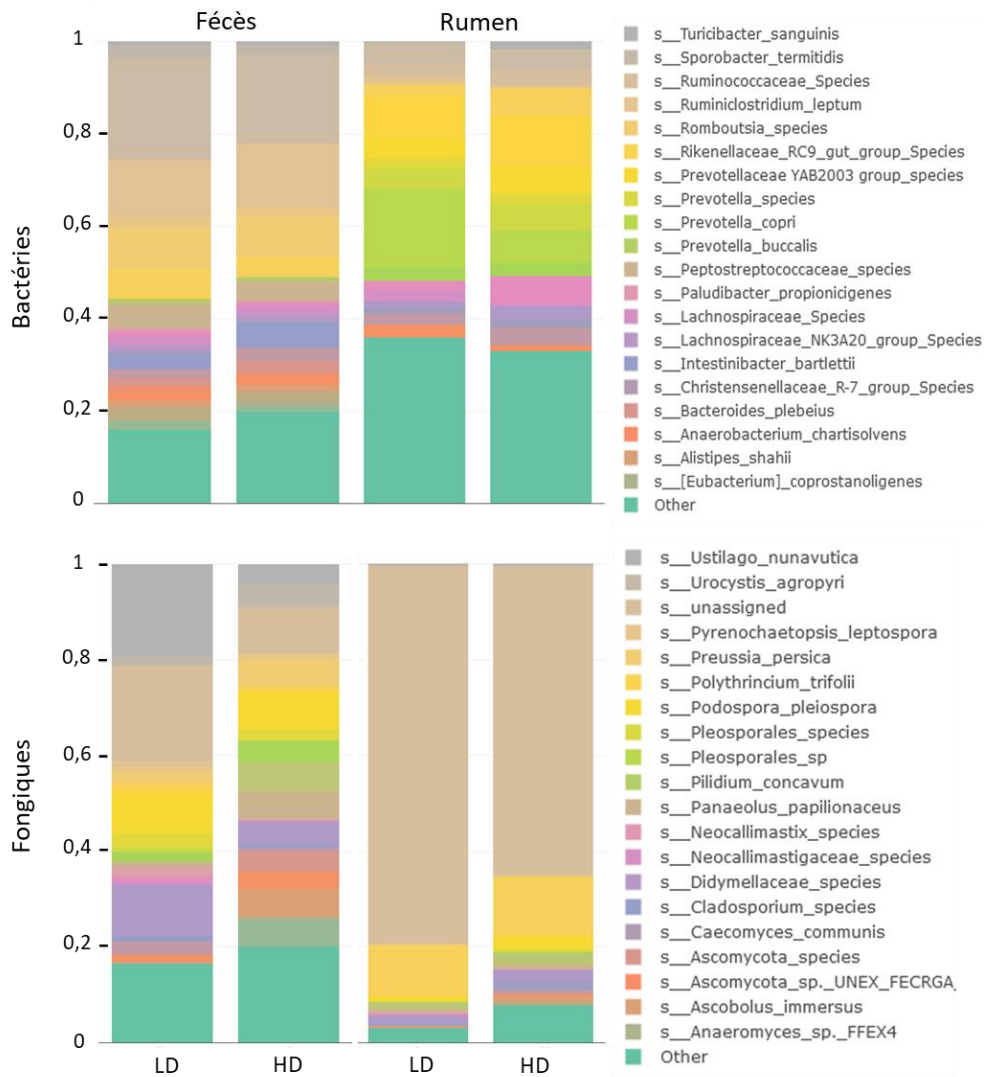 Fécès Rumen
Bactéries
1
0,8
0,6
0,4
0,2
0
s__Turicibacter_sanguinis
s__Sporobacter_termitidis
s__Ruminococcaceae_Species
s__Ruminiclostridium_leptum
s__Romboutsia_species
s__Rikenellaceae_RC9_gut_group_Species
s__Prevotellaceae YAB2003 group_species
s__Prevotella_species
s__Prevotella_copri
s__Prevotella_buccalis
s__Peptostreptococcaceae_species
s__Paludibacter_propionicigenes
s__Lachnospiraceae_Species
s__Lachnospiraceae_NK3A20_group_Species
s__Intestinibacter_bartlettii
s__Christensenellaceae_R-7_group_Species
s__Bacteroides_plebeius
s__Anaerobacterium_chartisolvens
s__Alistipes_shahii
s__[Eubacterium]_coprostanoligenes
Other
Fongiques
1
0,8
0,6
0,4
0,2
0
s__Ustilago_nunavutica
s__Urocystis_agropyri
s__unassigned
s__Pyrenochaetopsis_leptospora
s__Preussia_persica
s__Polythrincium_trifolii
s__Podospora_pleiospora
s__Pleosporales_species
s__Pleosporales_sp
s__Pilidium_concavum
s__Panaeolus_papilionaceus
s__Neocallimastix_species
s__Neocallimastigaceae_species
s__Didymellaceae_species
s__Cladosporium_species
s__Caecomyces_communis
s__Ascomycota_species
s__Ascomycota_sp._UNEX_FECRGA_
s__Ascobolus_immersus
s__Anaeromyces_sp._FFEX4
Other
LD HD LD HD